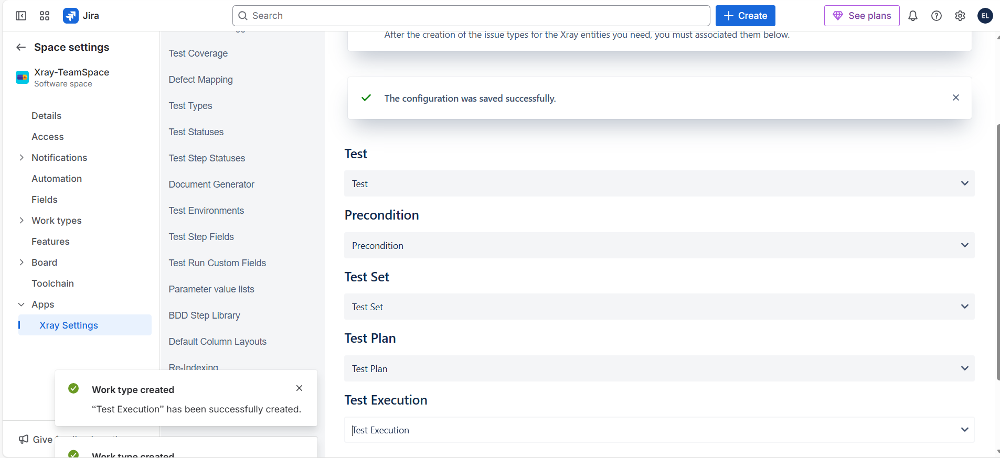 Jira
Search
Create
See plans
EL
Space settings
Xray-TeamSpace
Software space
Details
Access
Notifications
Automation
Fields
Work types
Features
Board
Toolchain
Apps
Xray Settings
Give
Test Coverage
Defect Mapping
Test Types
Test Statuses
Test Step Statuses
Document Generator
Test Environments
Test Step Fields
Test Run Custom Fields
Parameter value lists
BDD Step Library
Default Column Layouts
Re-Indexing
Work type created
“Test Execution” has been successfully created.
Work type created
After the creation of the issue types for the Xray entities you need, you must associated them below.
The configuration was saved successfully.
Test
Test
Precondition
Precondition
Test Set
Test Set
Test Plan
Test Plan
Test Execution
Test Execution